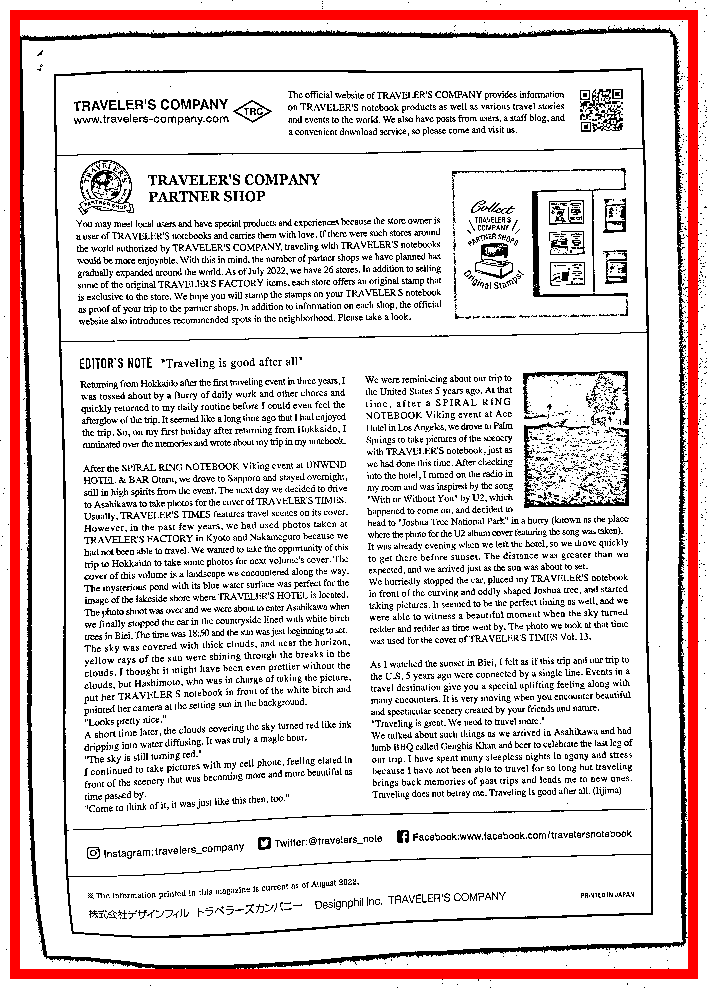 TRAVELER'S COMPANY
www.travelers-company.com
TRC
The official website of TRAVELER'S COMPANY provides information
on TRAVELER'S notebook products as well as various travel stories
and events to the world. We also have posts from users, a staff blog, and
a convenient download service, so please come and visit us.
TRAVELER'S
PARTNER SHOP
TRAVELER'S COMPANY
PARTNER SHOP
You may meet local users and have special products and experiences because the store owner is
a user of TRAVELER'S notebooks and carries them with love. If there were such stores around
the world authorized by TRAVELER'S COMPANY, traveling with TRAVELER'S notebooks
would be more enjoyable. With this in mind, the number of partner shops we have planned has
gradually expanded around the world. As of July 2022, we have 26 stores. In addition to selling
some of the original TRAVELER'S FACTORY items, each store offers an original stamp that
is exclusive to the store. We hope you will stamp the stamps on your TRAVELER'S notebook
as proof of your trip to the partner shops. In addition to information on each shop, the official
website also introduces recommended spots in the neighborhood. Please take a look.
Collect
TRAVELER'S
COMPANY
PARTNER SHOPS
Original Stamps!
EDITOR'S NOTE "Traveling is good after all"
Returning from Hokkaido after the first traveling event in three years, I
was tossed about by a flurry of daily work and other chores and
quickly returned to my daily routine before I could even feel the
afterglow of the trip. It seemed like a long time ago that I had enjoyed
the trip. So, on my first holiday after returning from Hokkaido, I
ruminated over the memories and wrote about my trip in my notebook.
After the SPIRAL RING NOTEBOOK Viking event at UNWIND
HOTEL & BAR Otaru, we drove to Sapporo and stayed overnight,
still in high spirits from the event. The next day we decided to drive
to Asahikawa to take photos for the cover of TRAVELER'S TIMES.
Usually, TRAVELER'S TIMES features travel scenes on its cover.
However, in the past few years, we had used photos taken at
TRAVELER'S FACTORY in Kyoto and Nakameguro because we
had not been able to travel. We wanted to take the opportunity of this
trip to Hokkaido to take some photos for next volume's cover. The
cover of this volume is a landscape we encountered along the way.
The mysterious pond with its blue water surface was perfect for the
image of the lakeside shore where TRAVELER'S HOTEL is located.
The photo shoot was over and we were about to enter Asahikawa when
we finally stopped the car in the countryside lined with white birch
trees in Biei. The time was 18:50 and the sun was just beginning to set.
The sky was covered with thick clouds, and near the horizon,
yellow rays of the sun were shining through the breaks in the
clouds. I thought it might have been even prettier without the
clouds, but Hashimoto, who was in charge of taking the picture,
put her TRAVELER'S notebook in front of the white birch and
pointed her camera at the setting sun in the background.
"Looks pretty nice."
A short time later, the clouds covering the sky turned red like ink
dripping into water diffusing. It was truly a magic hour.
"The sky is still turning red."
I continued to take pictures with my cell phone, feeling elated in
front of the scenery that was becoming more and more beautiful as
time passed by.
"Come to think of it, it was just like this then, too."
We were reminiscing about our trip to
the United States 5 years ago. At that
time, after a SPIRAL RING
NOTEBOOK Viking event at Ace
Hotel in Los Angeles, we drove to Palm
Springs to take pictures of the scenery
with TRAVELER'S notebook, just as
we had done this time. After checking
into the hotel, I turned on the radio in
my room and was inspired by the song
"With or Without You" by U2, which
happened to come on, and decided to
head to "Joshua Tree National Park" in a hurry (known as the place
where the photo for the U2 album cover featuring the song was taken).
It was already evening when we left the hotel, so we drove quickly
to get there before sunset. The distance was greater than we
expected, and we arrived just as the sun was about to set.
We hurriedly stopped the car, placed my TRAVELER'S notebook
in front of the curving and oddly shaped Joshua tree, and started
taking pictures. It seemed to be the perfect timing as well, and we
were able to witness a beautiful moment when the sky turned
redder and redder as time went by. The photo we took at that time
was used for the cover of TRAVELER'S TIMES Vol. 13.
As I watched the sunset in Biei, I felt as if this trip and our trip to
the U.S. 5 years ago were connected by a single line. Events in a
travel destination give you a special uplifting feeling along with
many encounters. It is very moving when you encounter beautiful
and spectacular scenery created by your friends and nature.
"Traveling is great. We need to travel more."
We talked about such things as we arrived in Asahikawa and had
lamb BBQ called Genghis Khan and beer to celebrate the last leg of
our trip. I have spent many sleepless nights in agony and stress
because I have not been able to travel for so long but traveling
brings back memories of past trips and leads me to new ones.
Traveling does not betray me. Traveling is good after all. (Iijima)
Instagram:travelers_company
Twitter:@travelers_note
Facebook:www.facebook.com/travelersnotebook
※The information printed in this magazine is current as of August 2022.
株式会社デザインフィル トラベラーズカンパニー Designphil Inc. TRAVELER'S COMPANY
PRINTED IN JAPAN